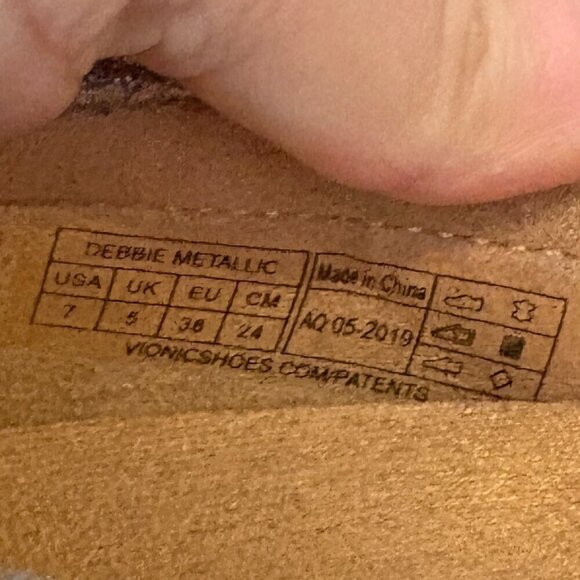 DEBBIE METALLIC
USA UK EU CM
7 5 38 24
Made in China
AQ 05-2019
VIONICSHOES.COM/PATENTS